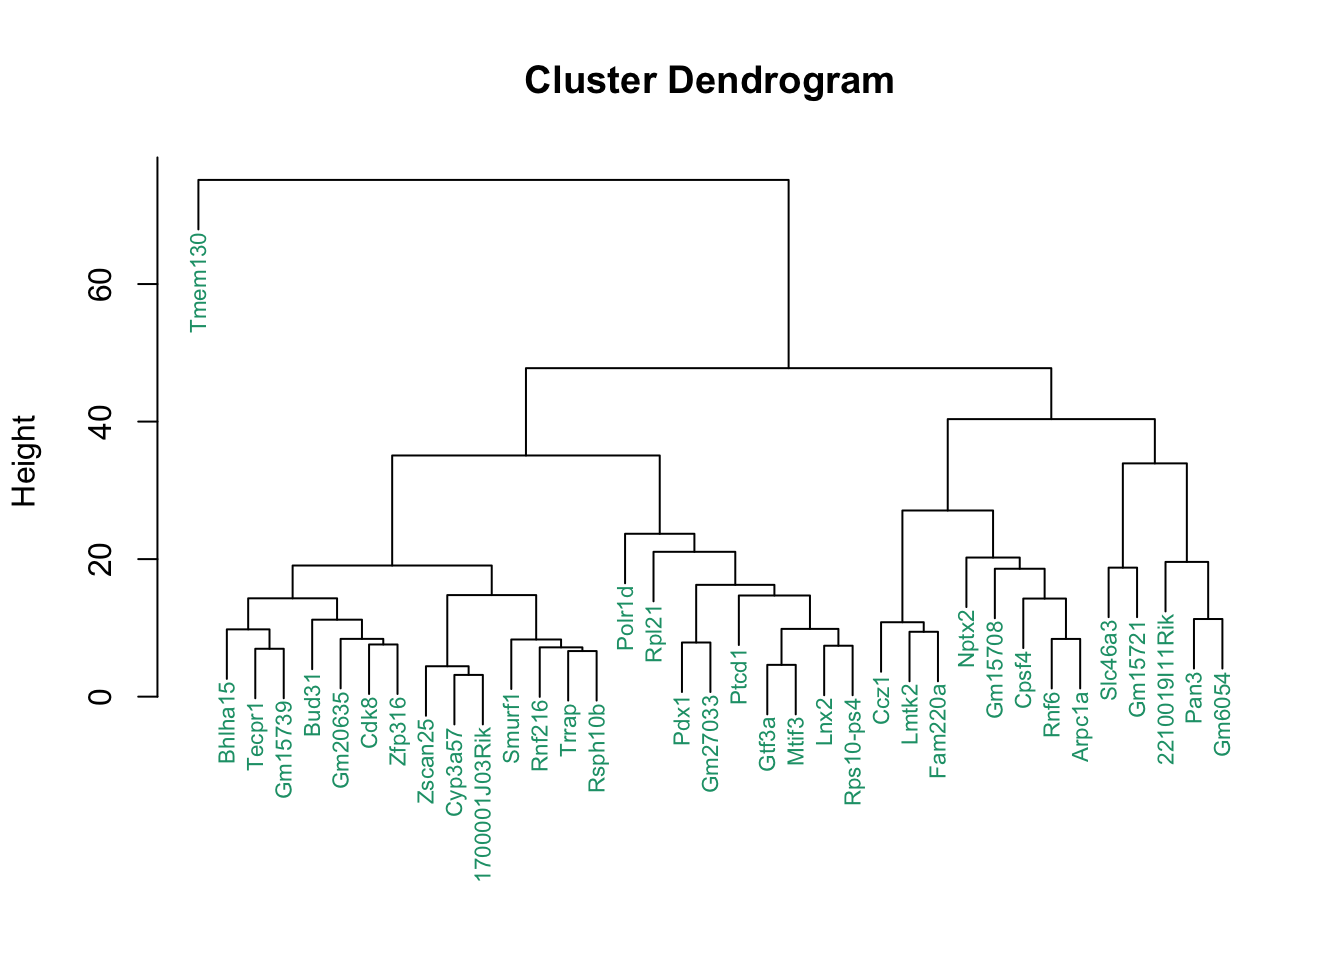 Cluster Dendrogram
Height
60
40
20
0
Tmem130
Bhlha15
Tecpr1
Gm15739
Bud31
Gm20635
Cdk8
Zfp316
Zscan25
Cyp3a57
1700001J03Rik
Smurf1
Rnf216
Trrap
Rsph10b
Polr1d
Rpl21
Pdx1
Gm27033
Ptcd1
Gtf3a
Mtif3
Lnx2
Rps10-ps4
Ccz1
Lmtk2
Fam220a
Nptx2
Gm15708
Cpsf4
Rnf6
Arpc1a
Slc46a3
Gm15721
2210019I11Rik
Pan3
Gm6054